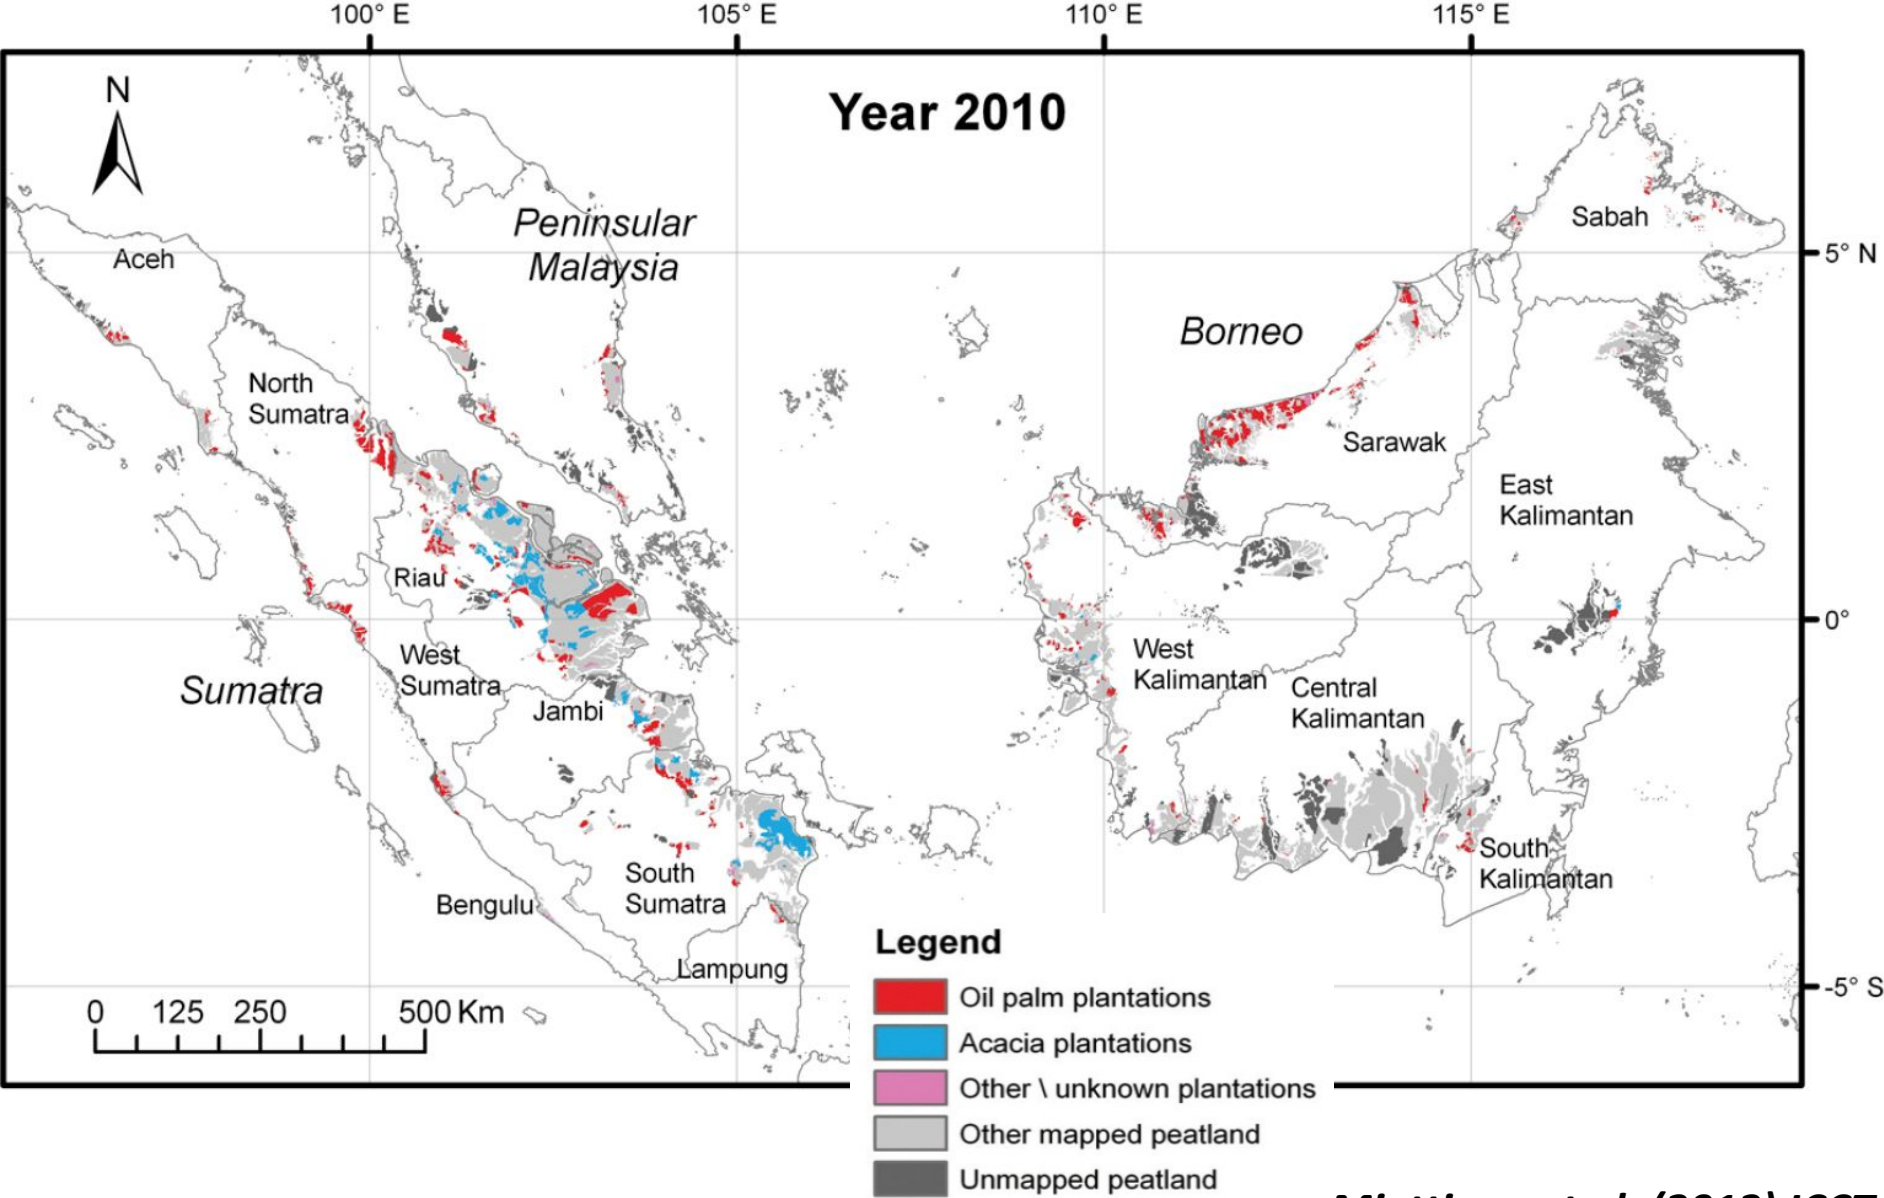 100° E
105° E
110° E
115° E
N
Year 2010
Peninsular
Malaysia
Sabah
Aceh
5° N
Borneo
North
Sumatra
Sarawak
East
Kalimantan
Riau
0°
West
Sumatra
West
Kalimantan
Sumatra
Central
Kalimantan
Jambi
South
Kalimantan
South
Sumatra
Bengulu
Lampung
-5° S
0 125 250 500 Km
Legend
Oil palm plantations
Acacia plantations
Other \ unknown plantations
Other mapped peatland
Unmapped peatland